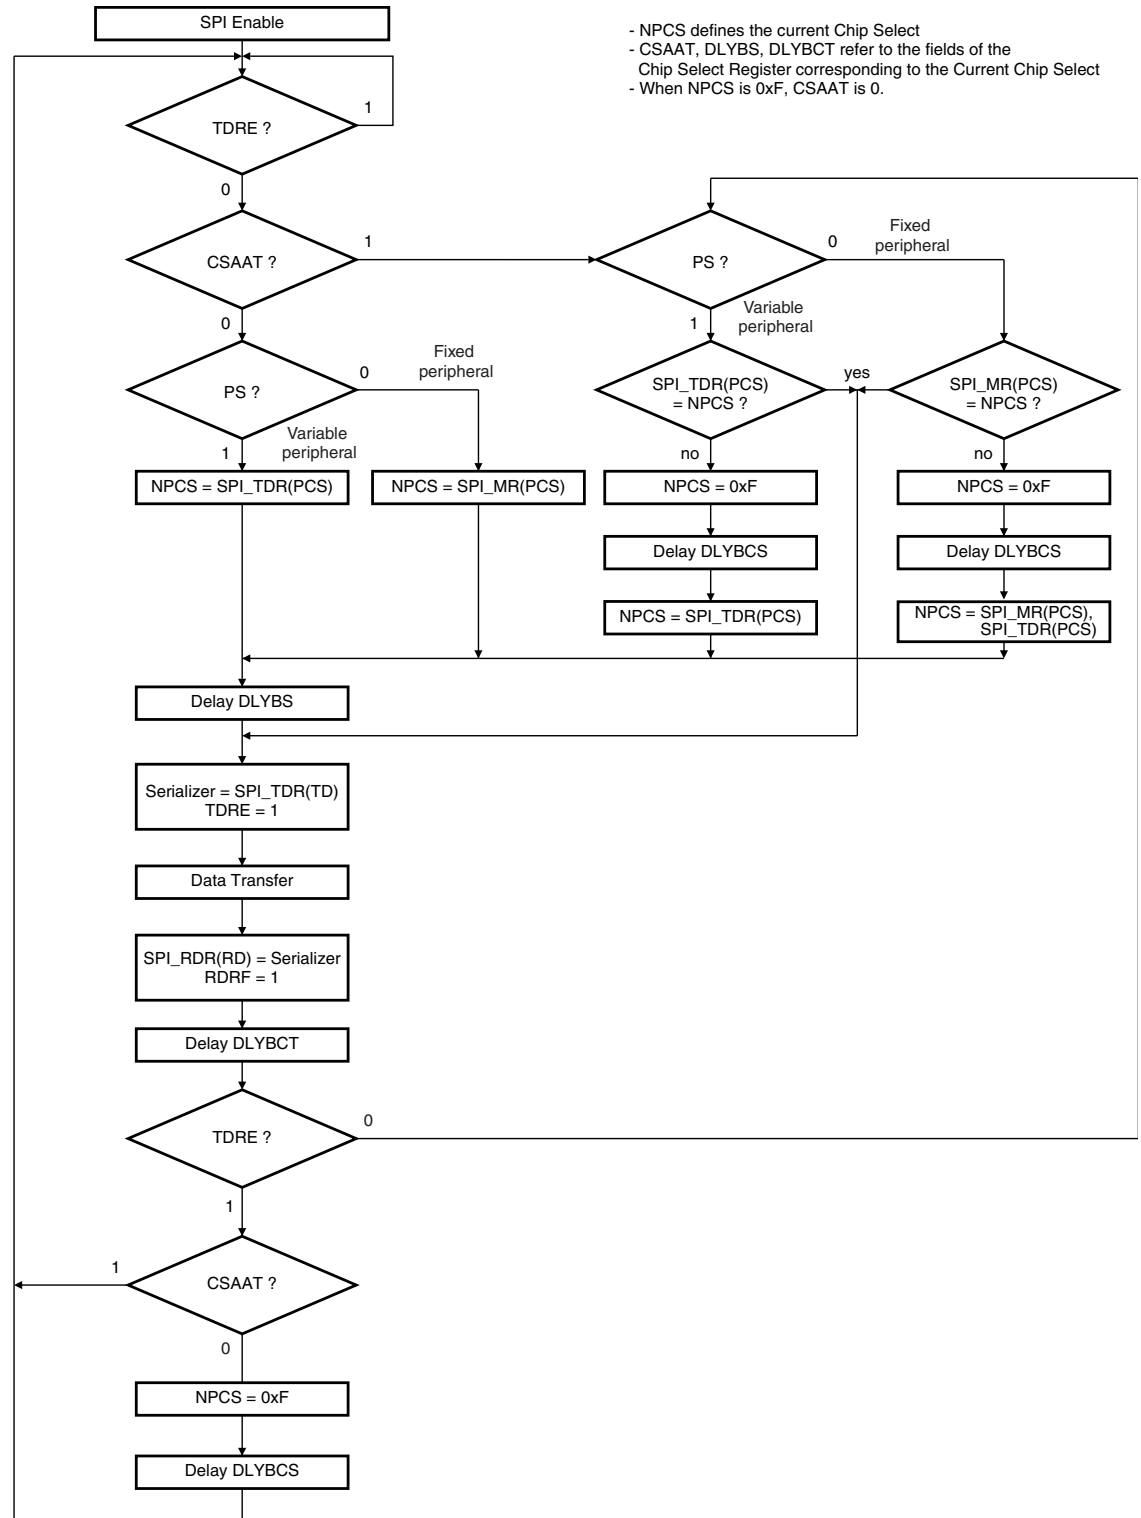 SPI Enable
- NPCS defines the current Chip Select
- CSAAT, DLYBS, DLYBCT refer to the fields of the
Chip Select Register corresponding to the Current Chip Select
- When NPCS is 0xF, CSAAT is 0.
TDRE ?
1
0
CSAAT ?
1
PS ?
0
Fixed
peripheral
0
1
Variable
peripheral
PS ?
0
Fixed
peripheral
1
Variable
peripheral
SPI_TDR(PCS)
= NPCS ?
yes
SPI_MR(PCS)
= NPCS ?
no
no
NPCS = SPI_TDR(PCS)
NPCS = SPI_MR(PCS)
NPCS = 0xF
NPCS = 0xF
Delay DLYBCS
Delay DLYBCS
NPCS = SPI_TDR(PCS)
NPCS = SPI_MR(PCS),
SPI_TDR(PCS)
Delay DLYBS
Serializer = SPI_TDR(TD)
TDRE = 1
Data Transfer
SPI_RDR(RD) = Serializer
RDRF = 1
Delay DLYBCT
TDRE ?
0
1
CSAAT ?
1
0
NPCS = 0xF
Delay DLYBCS